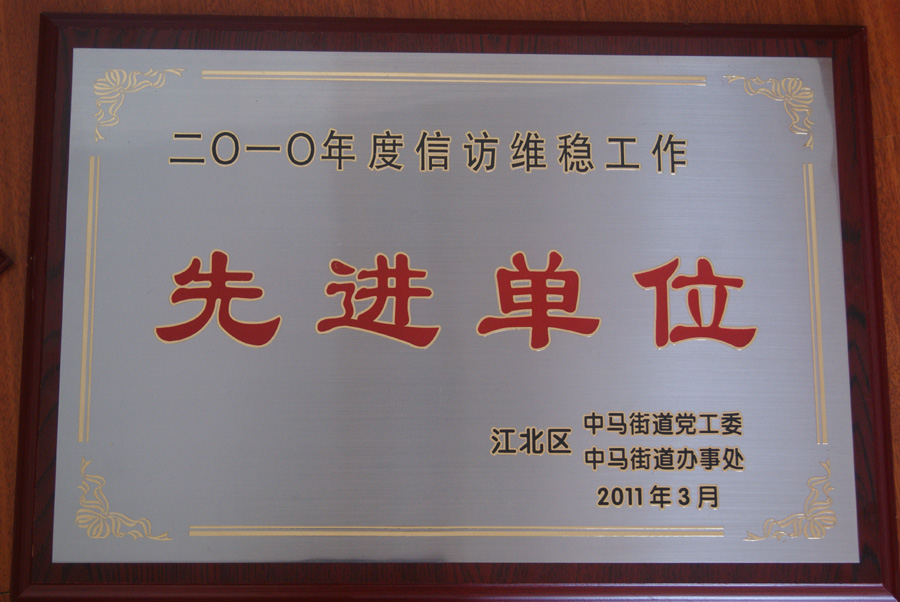 二〇一〇年度信访维稳工作
先进单位
江北区 中马街道党工委
中马街道办事处
2011年3月